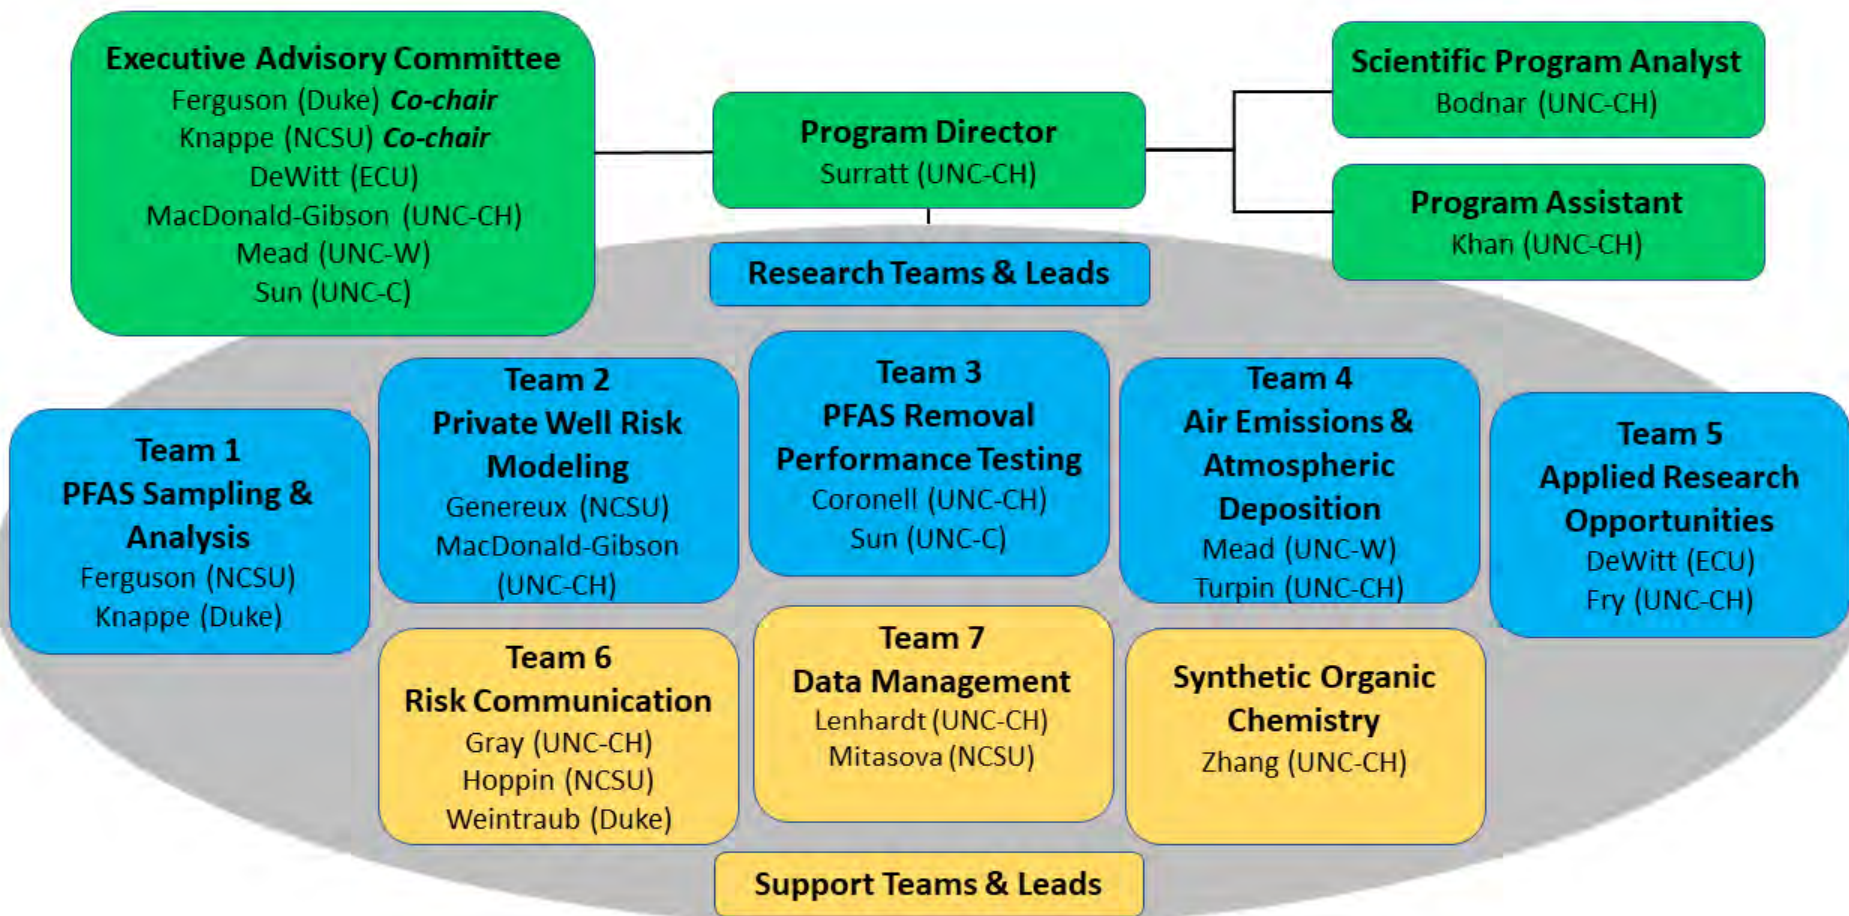 Executive Advisory Committee
Ferguson (Duke) Co-chair
Knappe (NCSU) Co-chair
DeWitt (ECU)
MacDonald-Gibson (UNC-CH)
Mead (UNC-W)
Sun (UNC-C)
Program Director
Surratt (UNC-CH)
Scientific Program Analyst
Bodnar (UNC-CH)
Program Assistant
Khan (UNC-CH)
Research Teams & Leads
Team 1
PFAS Sampling &
Analysis
Ferguson (NCSU)
Knappe (Duke)
Team 2
Private Well Risk
Modeling
Genereux (NCSU)
MacDonald-Gibson
(UNC-CH)
Team 3
PFAS Removal
Performance Testing
Coronell (UNC-CH)
Sun (UNC-C)
Team 4
Air Emissions &
Atmospheric
Deposition
Mead (UNC-W)
Turpin (UNC-CH)
Team 5
Applied Research
Opportunities
DeWitt (ECU)
Fry (UNC-CH)
Team 6
Risk Communication
Gray (UNC-CH)
Hoppin (NCSU)
Weintraub (Duke)
Team 7
Data Management
Lenhardt (UNC-CH)
Mitasova (NCSU)
Synthetic Organic
Chemistry
Zhang (UNC-CH)
Support Teams & Leads